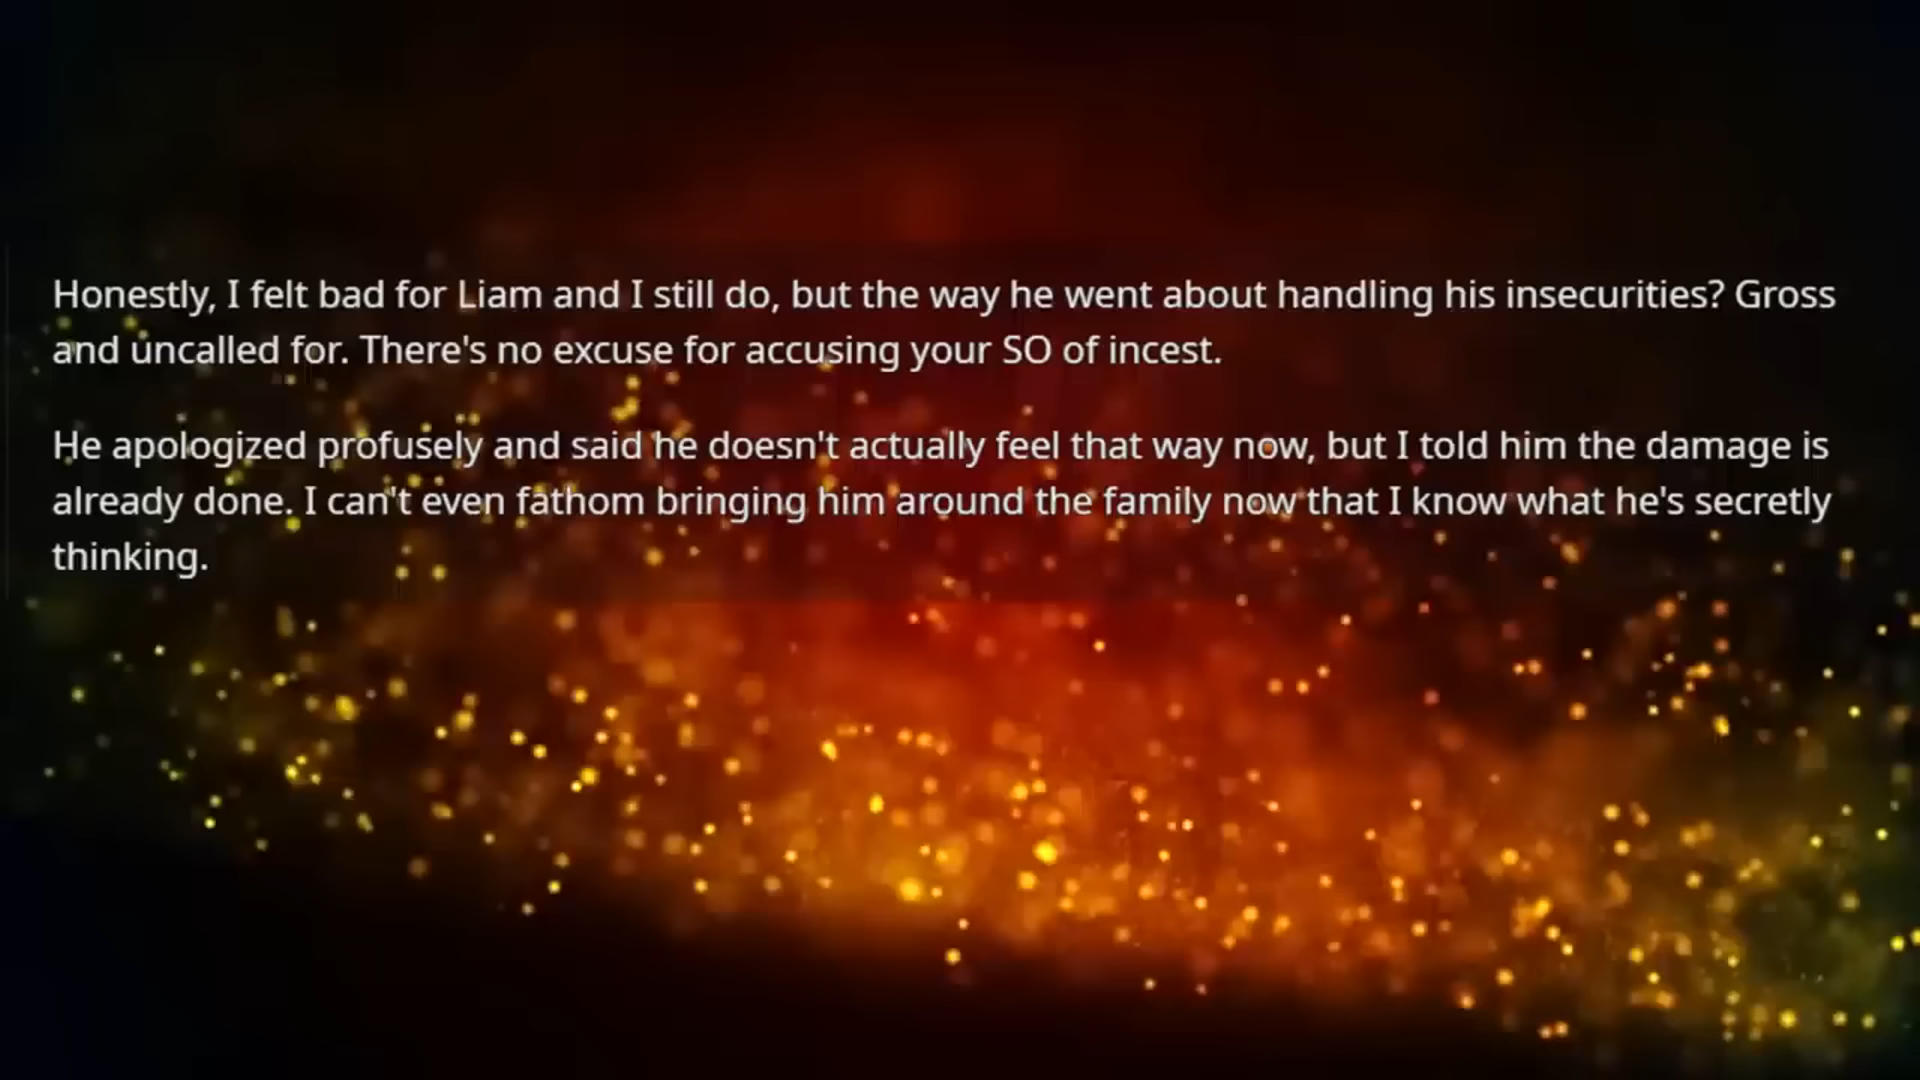 Honestly, I felt bad for Liam and I still do, but the way he went about handling his insecurities? Gross
and uncalled for. There's no excuse for accusing your SO of incest.
He apologized profusely and said he doesn't actually feel that way now, but I told him the damage is
already done. I can't even fathom bringing him around the family now that I know what he's secretly
thinking.